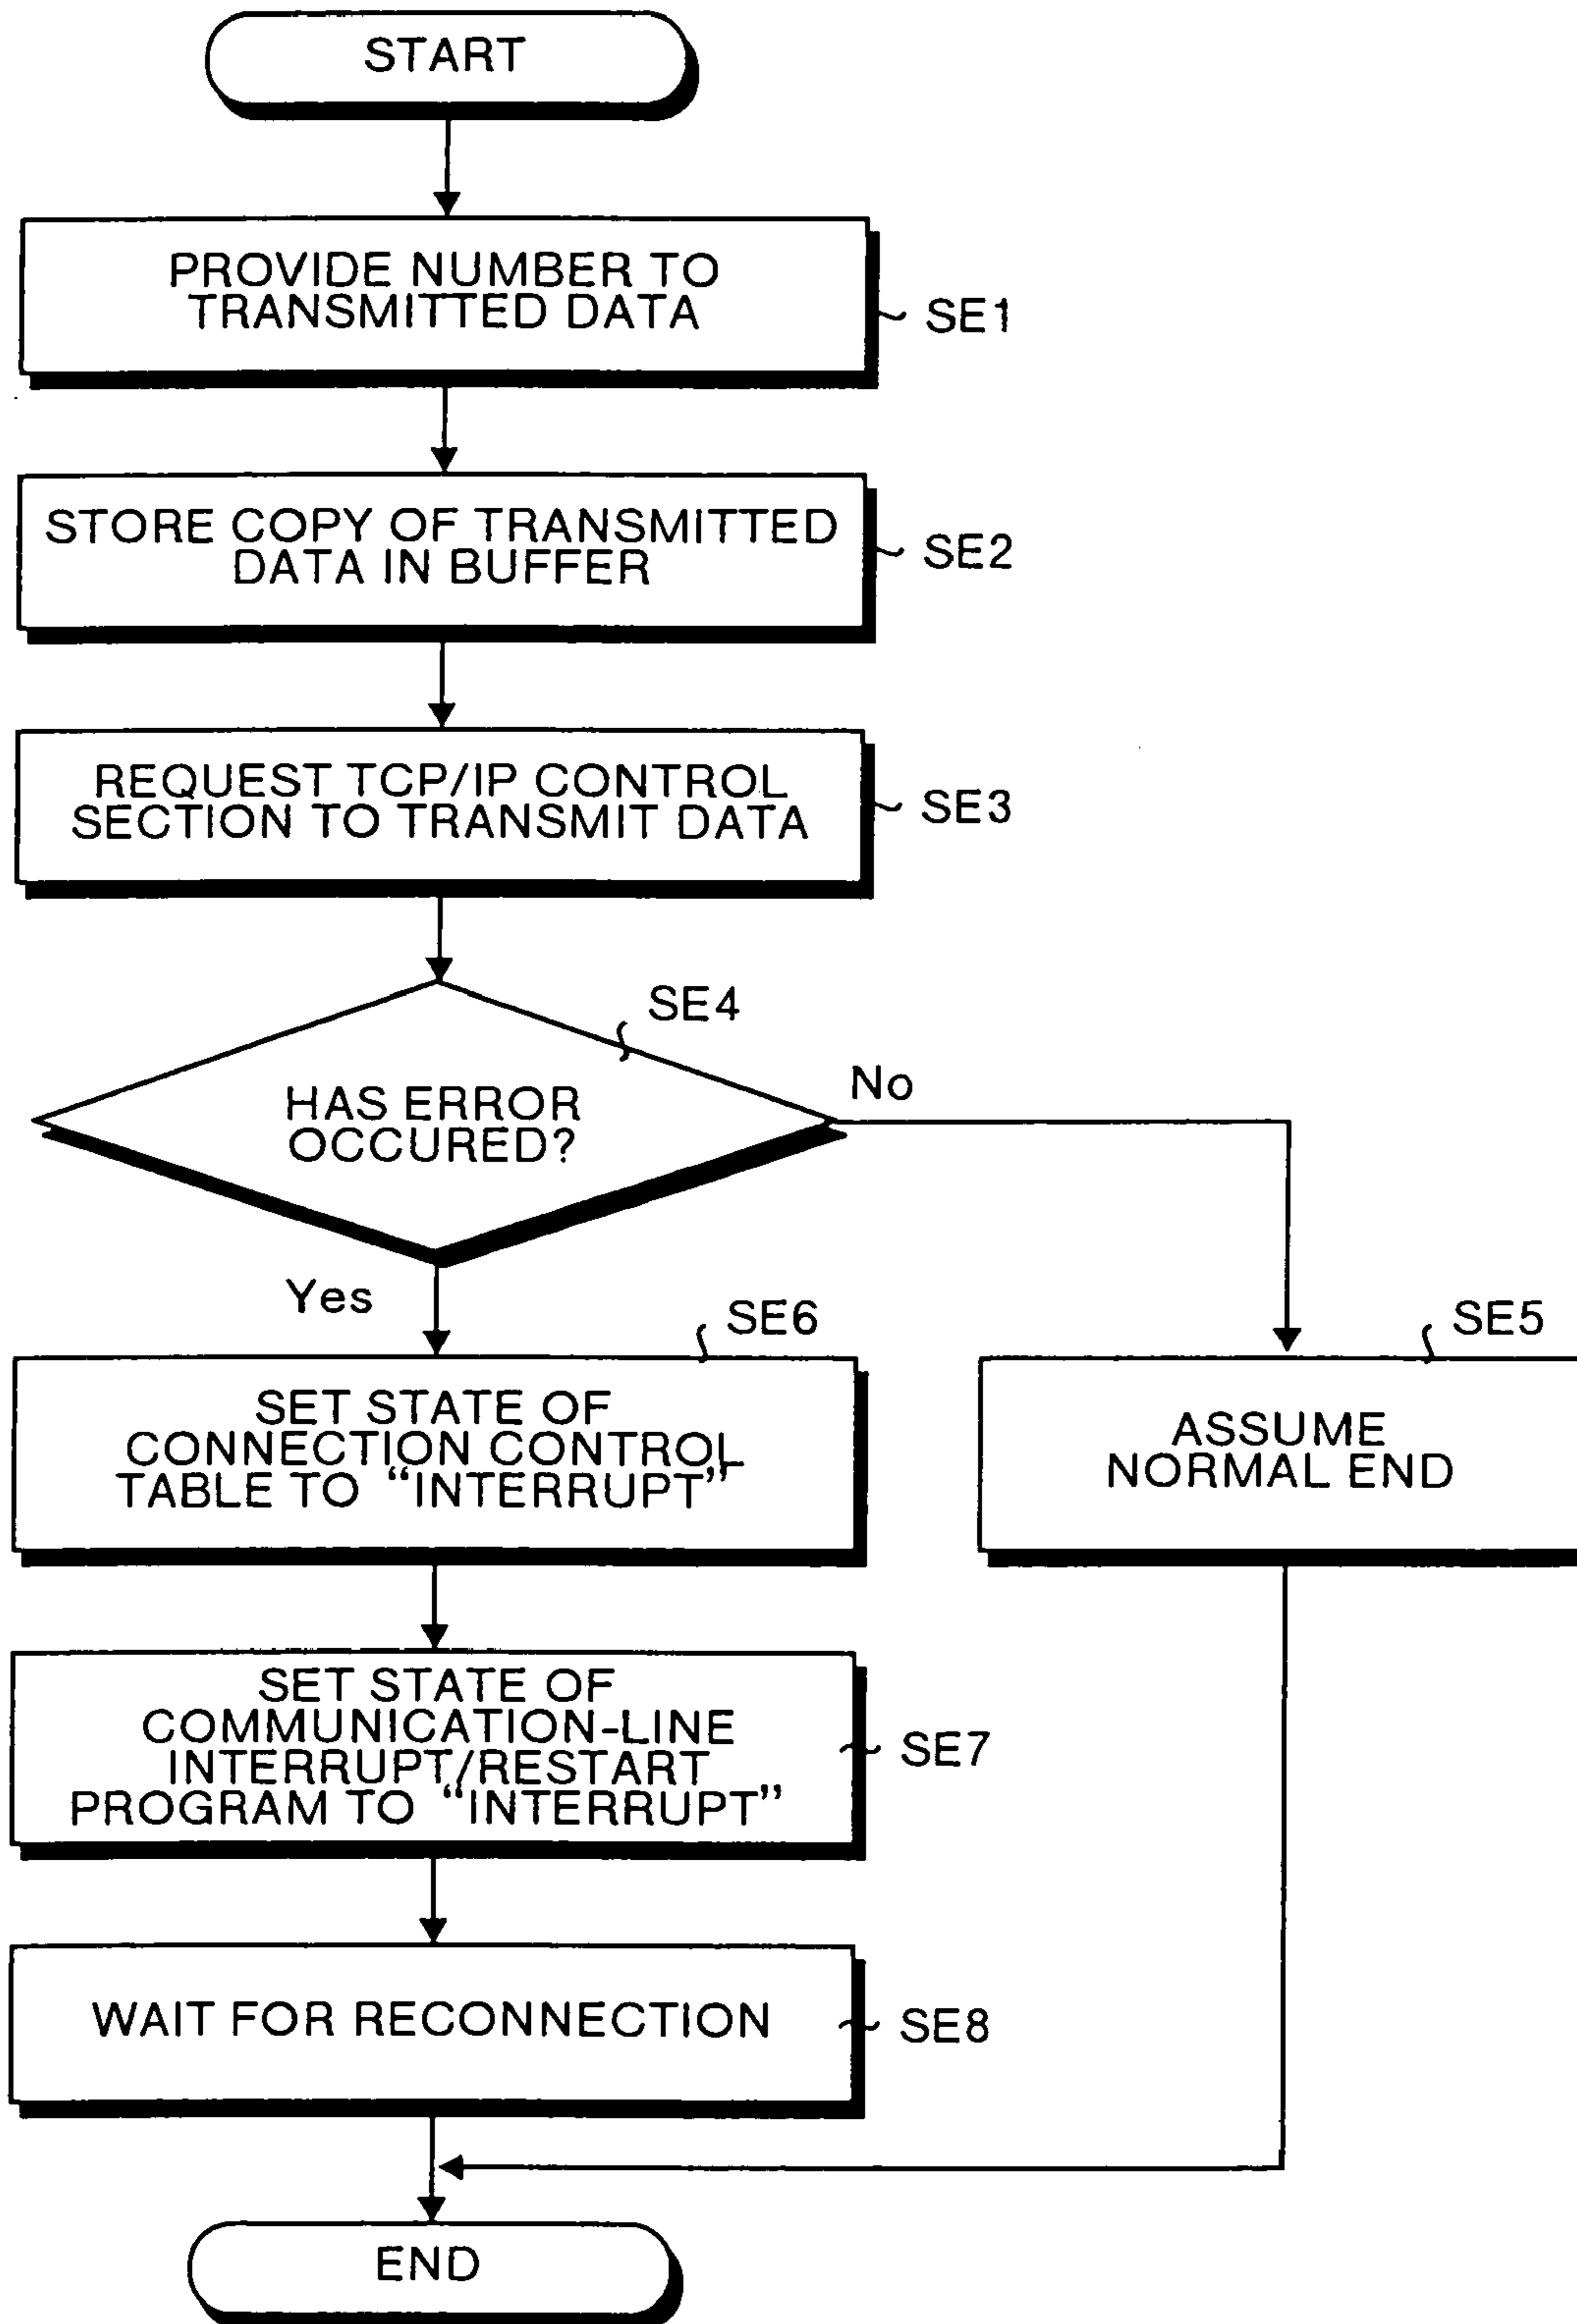 START
PROVIDE NUMBER TO
TRANSMITTED DATA
SE1
STORE COPY OF TRANSMITTED
DATA IN BUFFER
SE2
REQUEST TCP/IP CONTROL
SECTION TO TRANSMIT DATA
SE3
SE4
HAS ERROR
OCCURED?
No
Yes
SE6
SET STATE OF
CONNECTION CONTROL
TABLE TO “INTERRUPT”
SE5
ASSUME
NORMAL END
SET STATE OF
COMMUNICATION-LINE
INTERRUPT/RESTART
PROGRAM TO “INTERRUPT”
SE7
WAIT FOR RECONNECTION
SE8
END